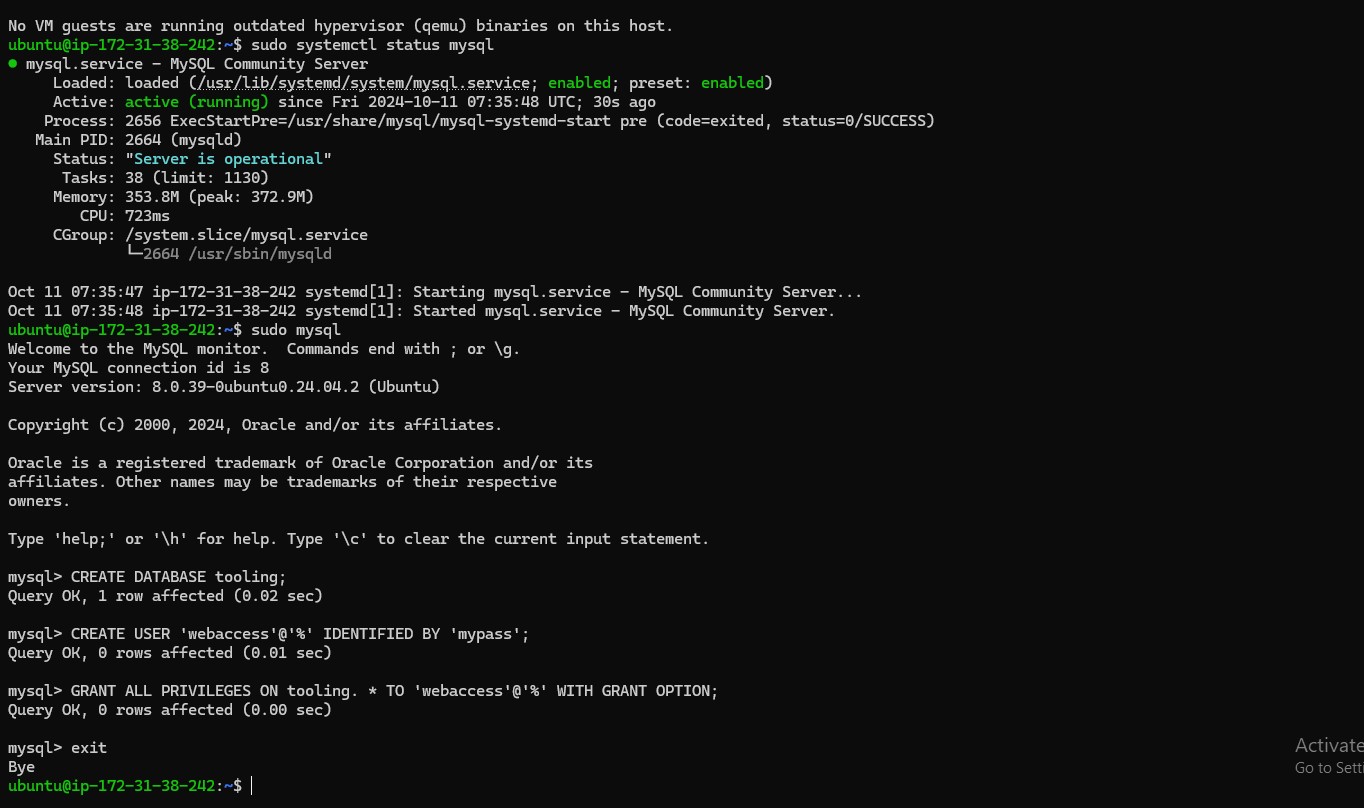 No VM guests are running outdated hypervisor (qemu) binaries on this host.
ubuntu@ip-172-31-38-242:~$ sudo systemctl status mysql
● mysql.service - MySQL Community Server
     Loaded: loaded (/usr/lib/systemd/system/mysql.service; enabled; preset: enabled)
     Active: active (running) since Fri 2024-10-11 07:35:48 UTC; 30s ago
    Process: 2656 ExecStartPre=/usr/share/mysql/mysql-systemd-start pre (code=exited, status=0/SUCCESS)
   Main PID: 2664 (mysqld)
     Status: "Server is operational"
      Tasks: 38 (limit: 1130)
     Memory: 353.8M (peak: 372.9M)
        CPU: 723ms
     CGroup: /system.slice/mysql.service
             └─2664 /usr/sbin/mysqld

Oct 11 07:35:47 ip-172-31-38-242 systemd[1]: Starting mysql.service - MySQL Community Server...
Oct 11 07:35:48 ip-172-31-38-242 systemd[1]: Started mysql.service - MySQL Community Server.
ubuntu@ip-172-31-38-242:~$ sudo mysql
Welcome to the MySQL monitor.  Commands end with ; or \g.
Your MySQL connection id is 8
Server version: 8.0.39-0ubuntu0.24.04.2 (Ubuntu)

Copyright (c) 2000, 2024, Oracle and/or its affiliates.

Oracle is a registered trademark of Oracle Corporation and/or its
affiliates. Other names may be trademarks of their respective
owners.

Type 'help;' or '\h' for help. Type '\c' to clear the current input statement.

mysql> CREATE DATABASE tooling;
Query OK, 1 row affected (0.02 sec)

mysql> CREATE USER 'webaccess'@'%' IDENTIFIED BY 'mypass';
Query OK, 0 rows affected (0.01 sec)

mysql> GRANT ALL PRIVILEGES ON tooling. * TO 'webaccess'@'%' WITH GRANT OPTION;
Query OK, 0 rows affected (0.00 sec)

mysql> exit
Bye
ubuntu@ip-172-31-38-242:~$
Activate
Go to Setti